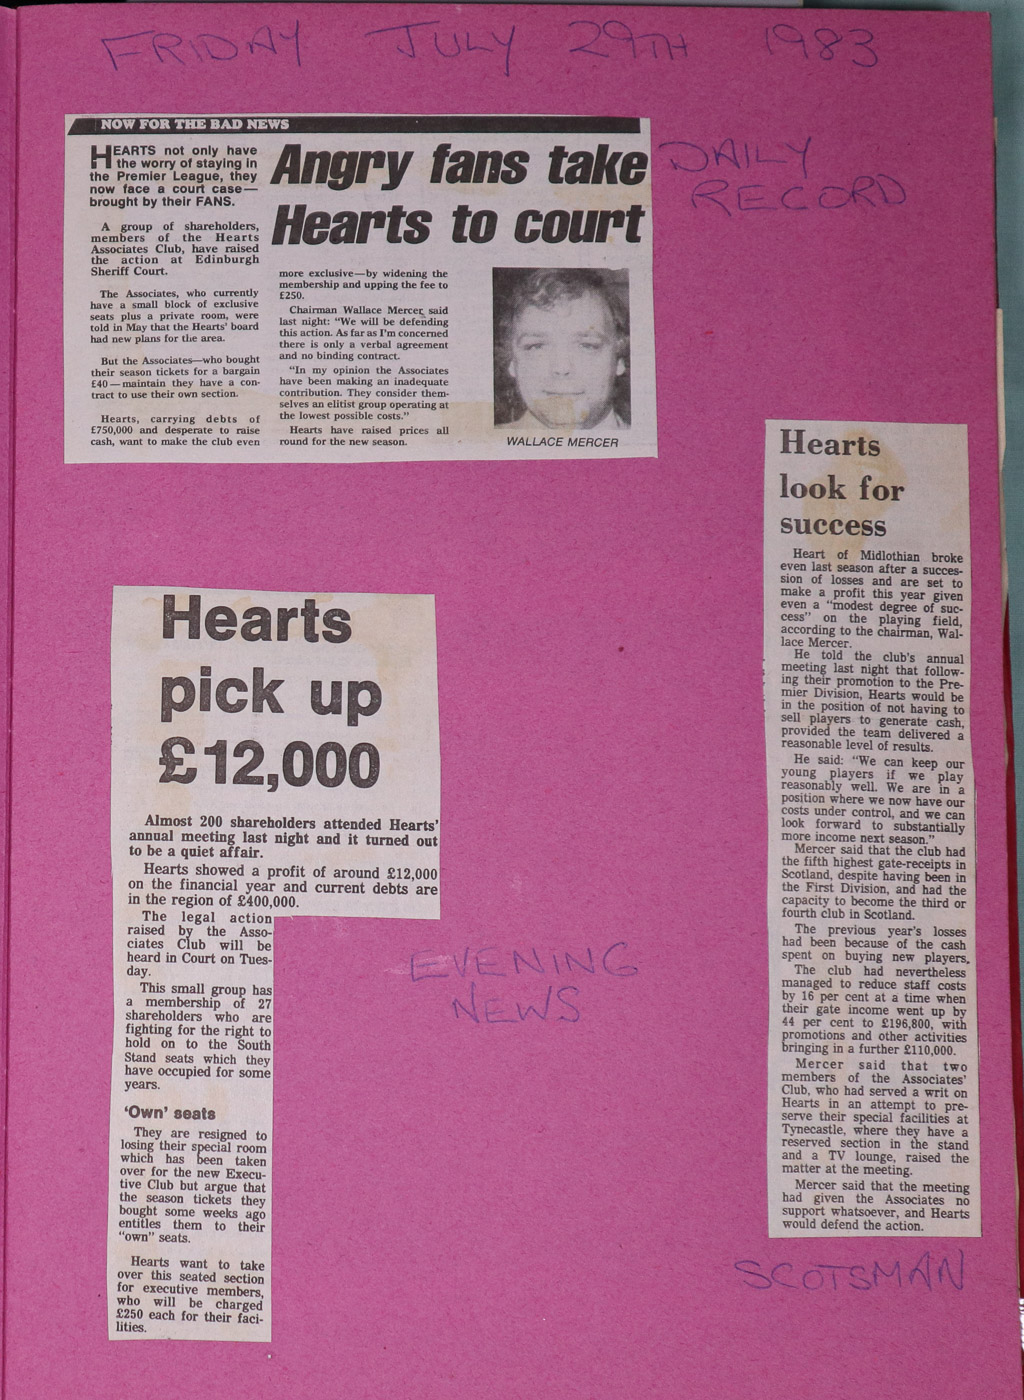 FRIDAY JULY 29TH 1983
NOW FOR THE BAD NEWS
Angry fans take
Hearts to court
DAILY
RECORD
HEARTS not only have
the worry of staying in
the Premier League, they
now face a court case—
brought by their FANS.
A group of shareholders,
members of the Hearts
Associates Club, have raised
the action at Edinburgh
Sheriff Court.
The Associates, who currently
have a small block of exclusive
seats plus a private room, were
told in May that the Hearts' board
had new plans for the area.
But the Associates—who bought
their season tickets for a bargain
£40—maintain they have a con-
tract to use their own section.
Hearts, carrying debts of
£750,000 and desperate to raise
cash, want to make the club even
more exclusive—by widening the
membership and upping the fee to
£250.
Chairman Wallace Mercer said
last night: "We will be defending
this action. As far as I'm concerned
there is only a verbal agreement
and no binding contract.
"In my opinion the Associates
have been making an inadequate
contribution. They consider them-
selves an elitist group operating at
the lowest possible costs."
Hearts have raised prices all
round for the new season.
WALLACE MERCER
Hearts
pick up
£12,000
Almost 200 shareholders attended Hearts'
annual meeting last night and it turned out
to be a quiet affair.
Hearts showed a profit of around £12,000
on the financial year and current debts are
in the region of £400,000.
The legal action
raised by the Asso-
ciates Club will be
heard in Court on Tues-
day.
This small group has
a membership of 27
shareholders who are
fighting for the right to
hold on to the South
Stand seats which they
have occupied for some
years.
'Own' seats
They are resigned to
losing their special room
which has been taken
over for the new Execu-
tive Club but argue that
the season tickets they
bought some weeks ago
entitles them to their
"own" seats.
Hearts want to take
over this seated section
for executive members,
who will be charged
£250 each for their faci-
lities.
EVENING
NEWS
Hearts
look for
success
Heart of Midlothian broke
even last season after a succes-
sion of losses and are set to
make a profit this year given
even a "modest degree of suc-
cess" on the playing field,
according to the chairman, Wal-
lace Mercer.
He told the club's annual
meeting last night that follow-
ing their promotion to the Pre-
mier Division, Hearts would be
in the position of not having to
sell players to generate cash,
provided the team delivered a
reasonable level of results.
He said: "We can keep our
young players if we play
reasonably well. We are in a
position where we now have our
costs under control, and we can
look forward to substantially
more income next season."
Mercer said that the club had
the fifth highest gate-receipts in
Scotland, despite having been in
the First Division, and had the
capacity to become the third or
fourth club in Scotland.
The previous year's losses
had been because of the cash
spent on buying new players.
The club had nevertheless
managed to reduce staff costs
by 16 per cent at a time when
their gate income went up by
44 per cent to £196,800, with
promotions and other activities
bringing in a further £110,000.
Mercer said that two
members of the Associates'
Club, who had served a writ on
Hearts in an attempt to pre-
serve their special facilities at
Tynecastle, where they have a
reserved section in the stand
and a TV lounge, raised the
matter at the meeting.
Mercer said that the meeting
had given the Associates no
support whatsoever, and Hearts
would defend the action.
SCOTSMAN